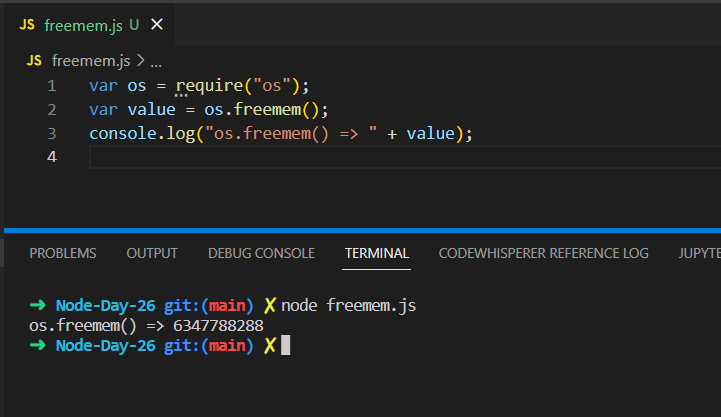 JS freemem.js U ×
JS freemem.js > ...
1 var os = require("os");
2 var value = os.freemem();
3 console.log("os.freemem() => " + value);
4
PROBLEMS OUTPUT DEBUG CONSOLE TERMINAL CODEWHISPERER REFERENCE LOG JUPYTE
➜ Node-Day-26 git:(main) ✗ node freemem.js
os.freemem() => 6347788288
➜ Node-Day-26 git:(main) ✗